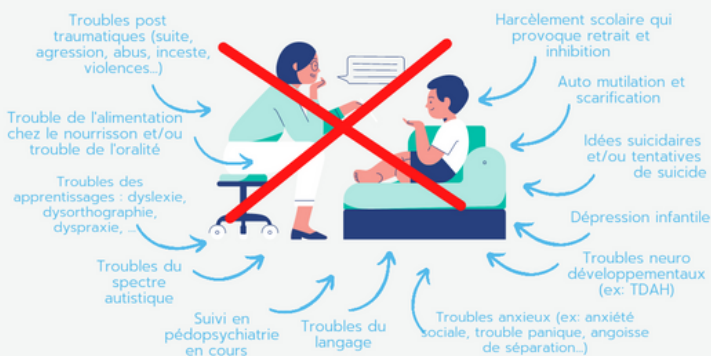 Troubles post
traumatiques (suite,
agression, abus, inceste,
violences...)
Trouble de l'alimentation
chez le nourrisson et/ou
trouble de l'oralité
Troubles des
apprentissages : dyslexie,
dysorthographie,
dyspraxie, ...
Troubles du
spectre
autistique
Suivi en
pédopsychiatrie
en cours
Troubles du
langage
Troubles anxieux (ex: anxiété
sociale, trouble panique, angoisse
de séparation...)
Troubles neuro
développementaux
(ex: TDAH)
Dépression infantile
Idées suicidaires
et/ou tentatives
de suicide
Auto mutilation et
scarification
Harcèlement scolaire qui
provoque retrait et
inhibition